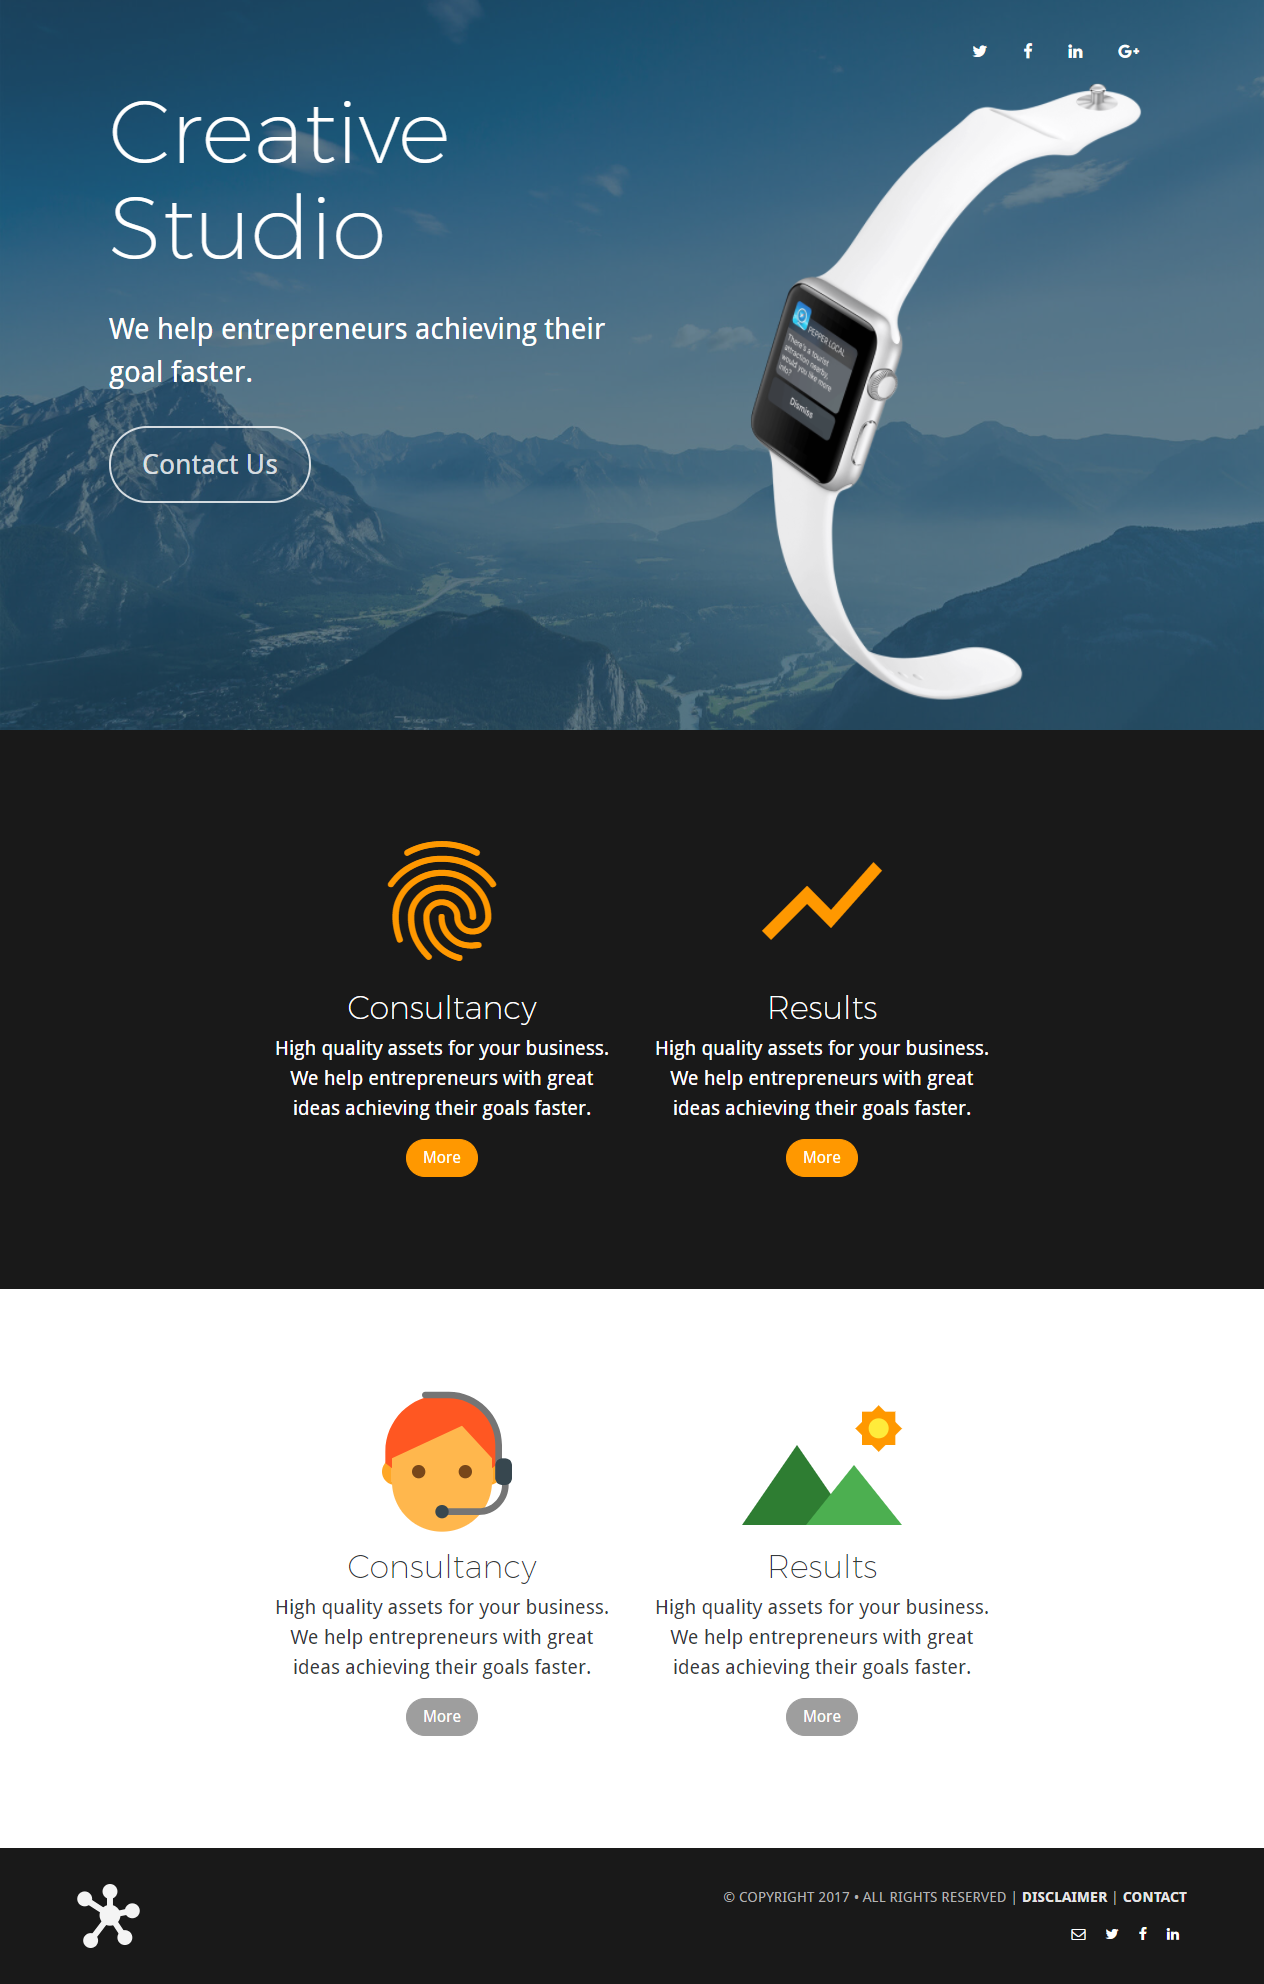 Creative
Studio
We help entrepreneurs achieving their
goal faster.
Contact Us
PEPPER LOCAL
There's a tourist
attraction nearby,
would you like more
info?
Dismiss
Consultancy
High quality assets for your business.
We help entrepreneurs with great
ideas achieving their goals faster.
More
Results
High quality assets for your business.
We help entrepreneurs with great
ideas achieving their goals faster.
More
Consultancy
High quality assets for your business.
We help entrepreneurs with great
ideas achieving their goals faster.
More
Results
High quality assets for your business.
We help entrepreneurs with great
ideas achieving their goals faster.
More
© COPYRIGHT 2017 • ALL RIGHTS RESERVED | DISCLAIMER | CONTACT